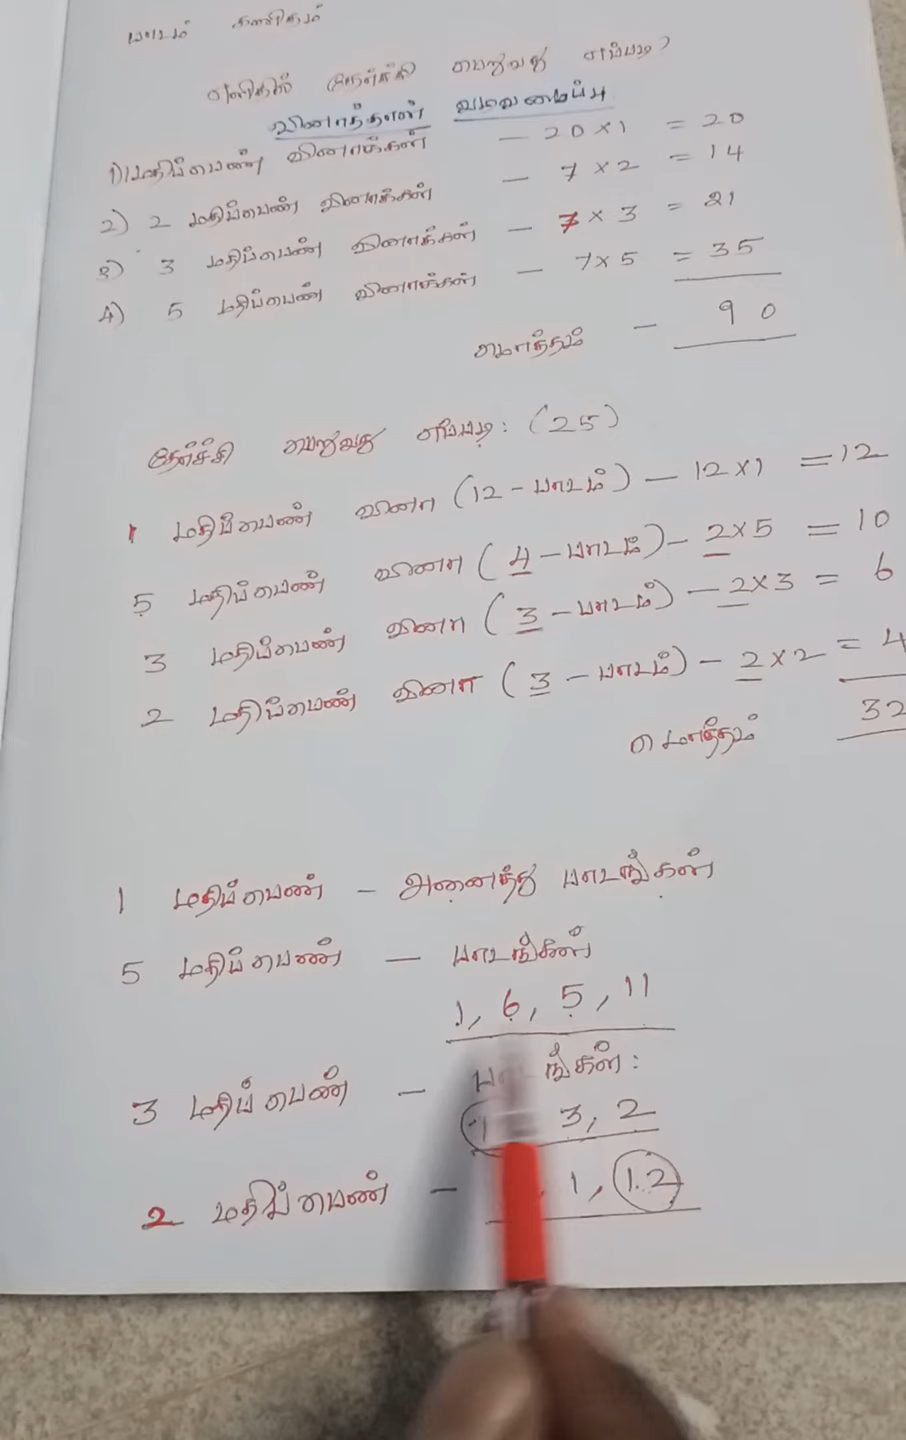 பாடம் கணிதம்
எளிதில் தேர்ச்சி பெறுவது எப்படி?
வினாத்தாள் வடிவமைப்பு
1) 1 மதிப்பெண் வினாக்கள் – 20 × 1 = 20
2) 2 மதிப்பெண் வினாக்கள் – 7 × 2 = 14
3) 3 மதிப்பெண் வினாக்கள் – 7 × 3 = 21
4) 5 மதிப்பெண் வினாக்கள் – 7 × 5 = 35
மொத்தம் – 90
தேர்ச்சி பெறுவது எப்படி: (25)
1 மதிப்பெண் வினா (12 – பாடம்) – 12 × 1 = 12
5 மதிப்பெண் வினா (4 – பாடம்) – 2 × 5 = 10
3 மதிப்பெண் வினா (3 – பாடம்) – 2 × 3 = 6
2 மதிப்பெண் வினா (3 – பாடம்) – 2 × 2 = 4
மொத்தம் 32
1 மதிப்பெண் – அனைத்து பாடங்கள்
5 மதிப்பெண் – பாடங்கள்
1, 6, 5, 11
3 மதிப்பெண் – பாடங்கள்:
3, 2
2 மதிப்பெண் – 1, 12